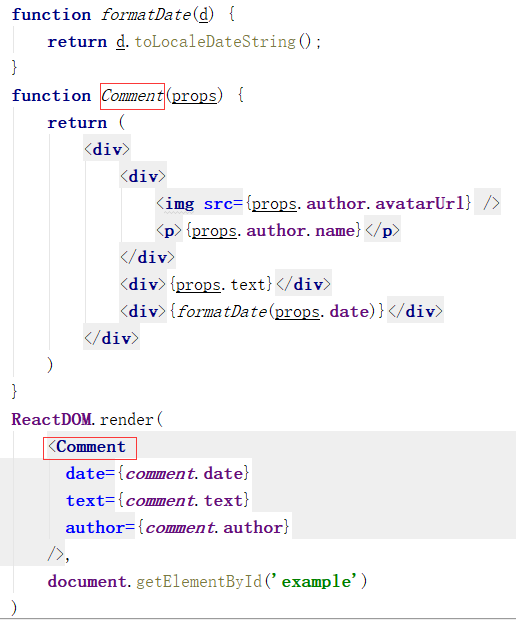 function formatDate(d) {
    return d.toLocaleDateString();
}
function Comment(props) {
    return (
        <div>
            <div>
                <img src={props.author.avatarUrl} />
                <p>{props.author.name}</p>
            </div>
            <div>{props.text}</div>
            <div>{formatDate(props.date)}</div>
        </div>
    )
}
ReactDOM.render(
    <Comment
      date={comment.date}
      text={comment.text}
      author={comment.author}
    />,
    document.getElementById('example')
)